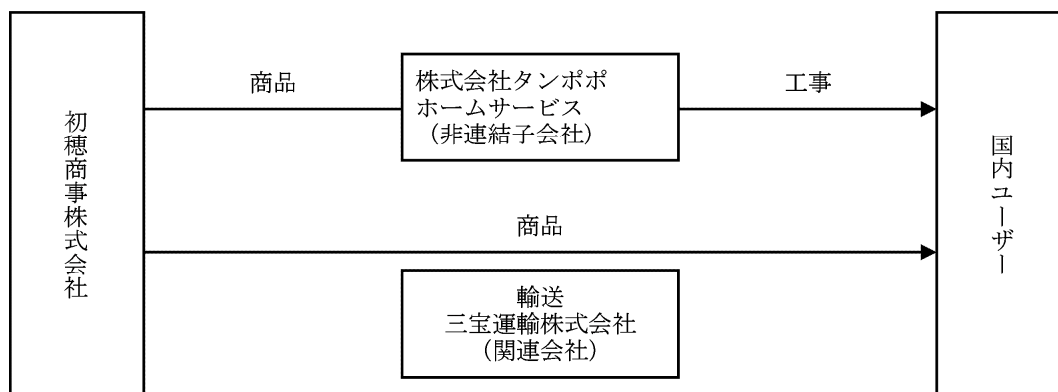 初穂商事株式会社
商品
株式会社タンポポ
ホームサービス
（非連結子会社）
工事
商品
輸送
三宝運輸株式会社
（関連会社）
国内ユーザー